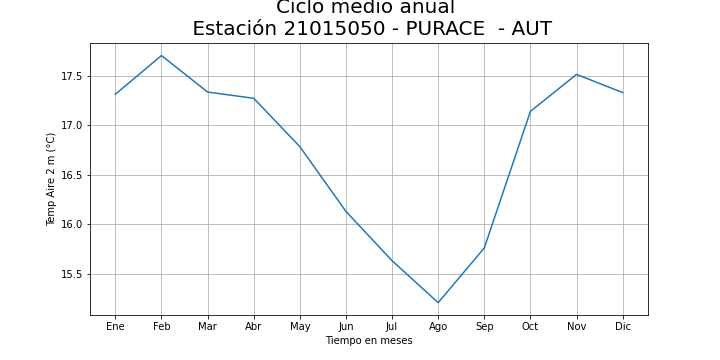 Ciclo medio anual
Estación 21015050 - PURACE  - AUT
Temp Aire 2 m (°C)
17.5
17.0
16.5
16.0
15.5
Ene Feb Mar Abr May Jun Jul Ago Sep Oct Nov Dic
Tiempo en meses